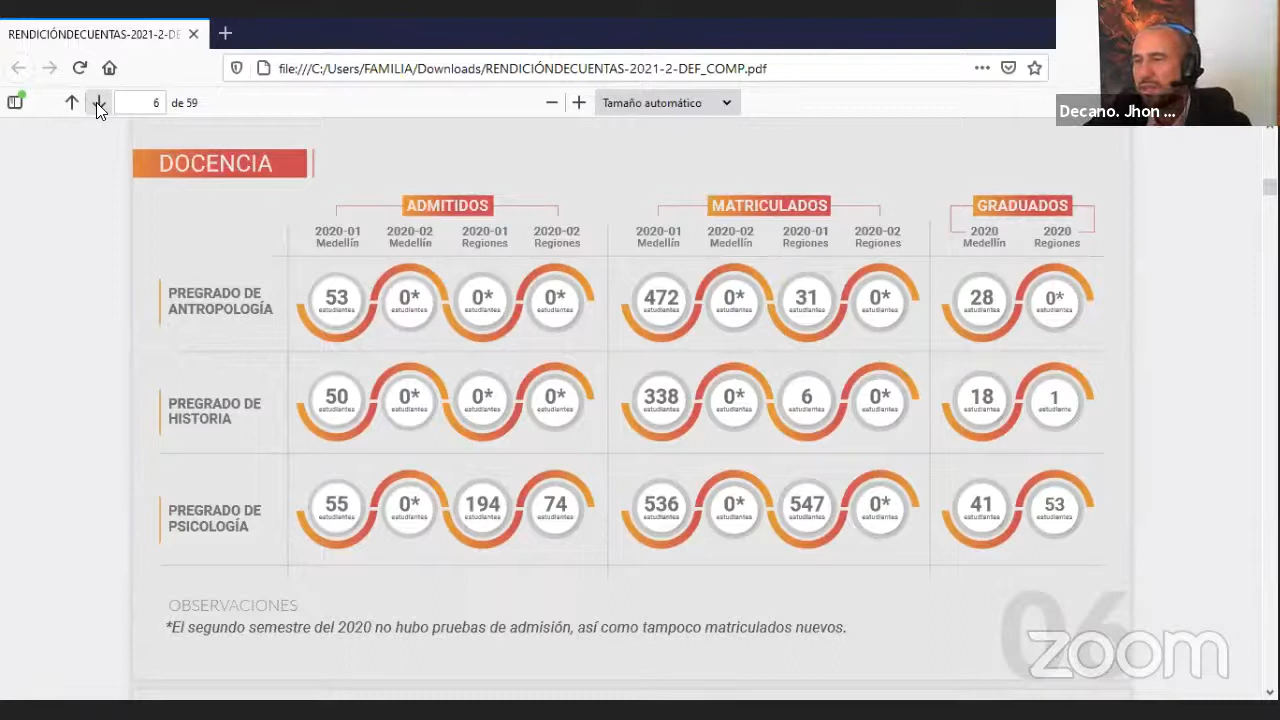 RENDICIÓNDECUENTAS-2021-2-DE
file:///C:/Users/FAMILIA/Downloads/RENDICIÓNDECUENTAS-2021-2-DEF_COMP.pdf
6 de 59
Tamaño automático
Decano. Jhon ...
DOCENCIA
ADMITIDOS MATRICULADOS GRADUADOS
2020-01 2020-02 2020-01 2020-02 2020-01 2020-02 2020-01 2020-02 2020 2020
Medellín Medellín Regiones Regiones Medellín Medellín Regiones Regiones Medellín Regiones
PREGRADO DE
ANTROPOLOGÍA
53 0* 0* 0* 472 0* 31 0* 28 0*
estudiantes estudiantes estudiantes estudiantes estudiantes estudiantes estudiantes estudiantes estudiantes estudiantes
PREGRADO DE
HISTORIA
50 0* 0* 0* 338 0* 6 0* 18 1
estudiantes estudiantes estudiantes estudiantes estudiantes estudiantes estudiantes estudiantes estudiantes estudiante
PREGRADO DE
PSICOLOGÍA
55 0* 194 74 536 0* 547 0* 41 53
estudiantes estudiantes estudiantes estudiantes estudiantes estudiantes estudiantes estudiantes estudiantes estudiantes
OBSERVACIONES
*El segundo semestre del 2020 no hubo pruebas de admisión, así como tampoco matriculados nuevos.
06
zoom